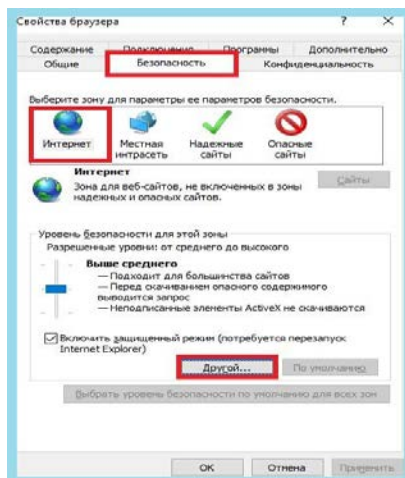 Свойства браузера ? ×
Содержание Подключения Программы Дополнительно
Общие Безопасность Конфиденциальность
Выберите зону для параметры ее параметров безопасности.
Интернет Местная интрасеть Надежные сайты Опасные сайты
Интернет
Зона для веб-сайтов, не включенных в зоны
надежных и опасных сайтов.
Сайты
Уровень безопасности для этой зоны
Разрешенные уровни: от среднего до высокого
Выше среднего
— Подходит для большинства сайтов
— Перед скачиванием опасного содержимого
выводится запрос
— Неподписанные элементы ActiveX не скачиваются
Включить защищенный режим (потребуется перезапуск
Internet Explorer)
Другой... По умолчанию
Выбрать уровень безопасности по умолчанию для всех зон
OK Отмена Применить